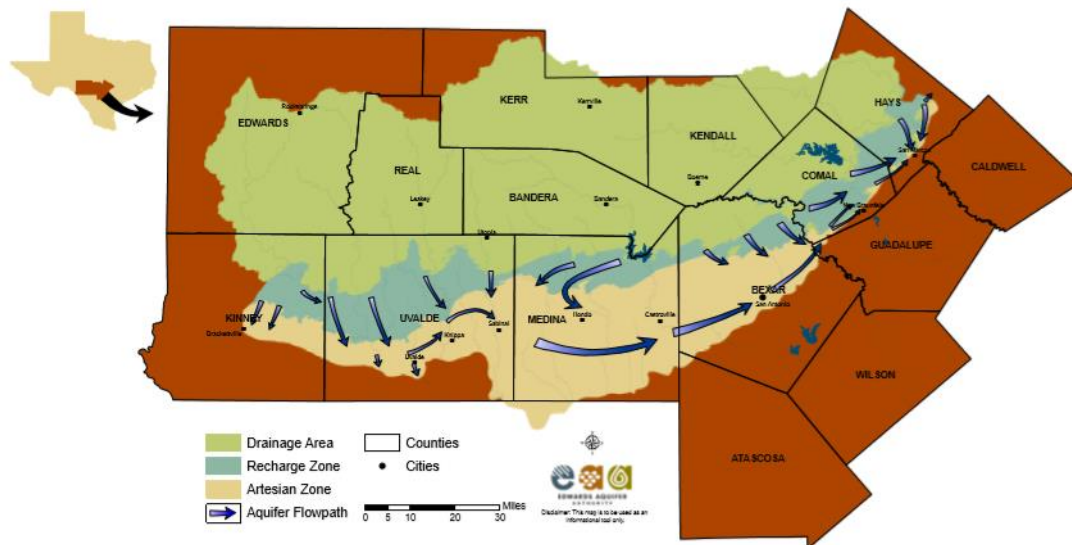 EDWARDS
Rocksprings
KERR
Kerrville
HAYS
KENDALL
Boerne
San Marcos
CALDWELL
REAL
Leakey
BANDERA
Bandera
COMAL
New Braunfels
GUADALUPE
Utopia
KINNEY
Brackettville
UVALDE
Knippa
Sabinal
Uvalde
MEDINA
Hondo
Castroville
BEXAR
San Antonio
WILSON
ATASCOSA
Drainage Area
Recharge Zone
Artesian Zone
Aquifer Flowpath
Counties
Cities
Miles
0 5 10 20 30
eaa
EDWARDS AQUIFER
AUTHORITY
Disclaimer: This map is to be used as an
informational tool only.